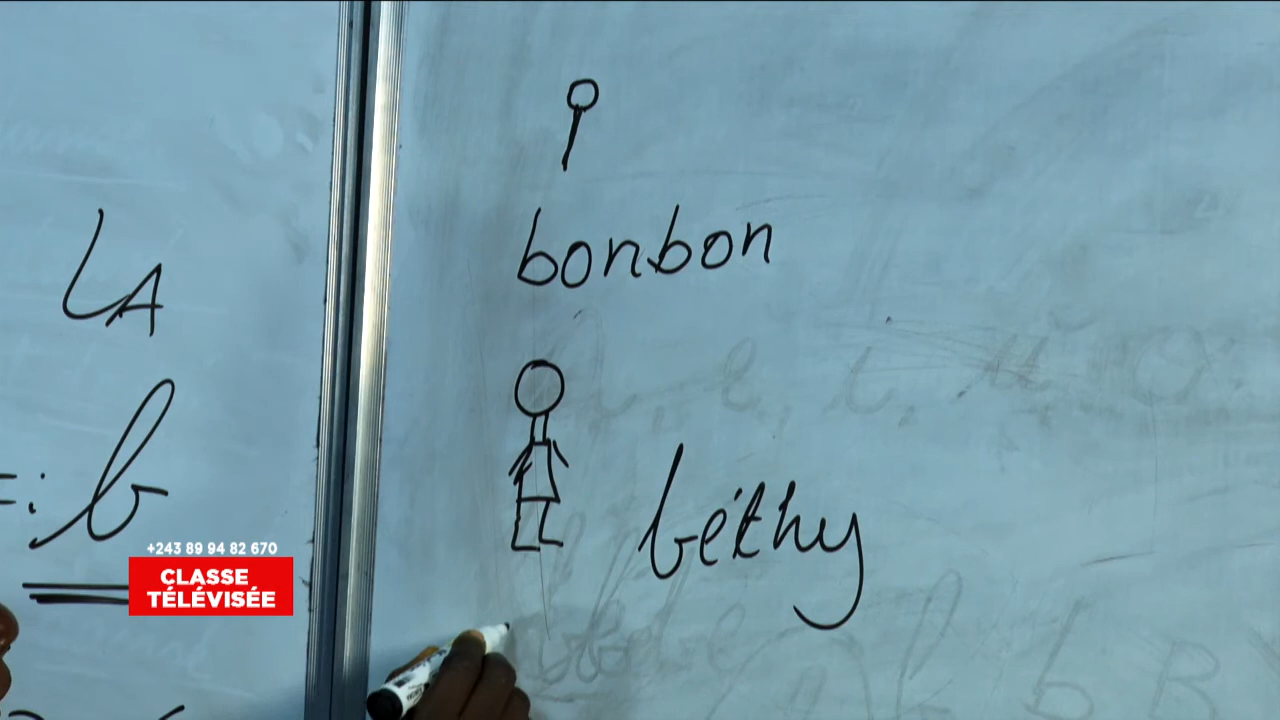 LA
=: b
+243 89 94 82 670
CLASSE
TÉLÉVISÉE
bonbon
béthy